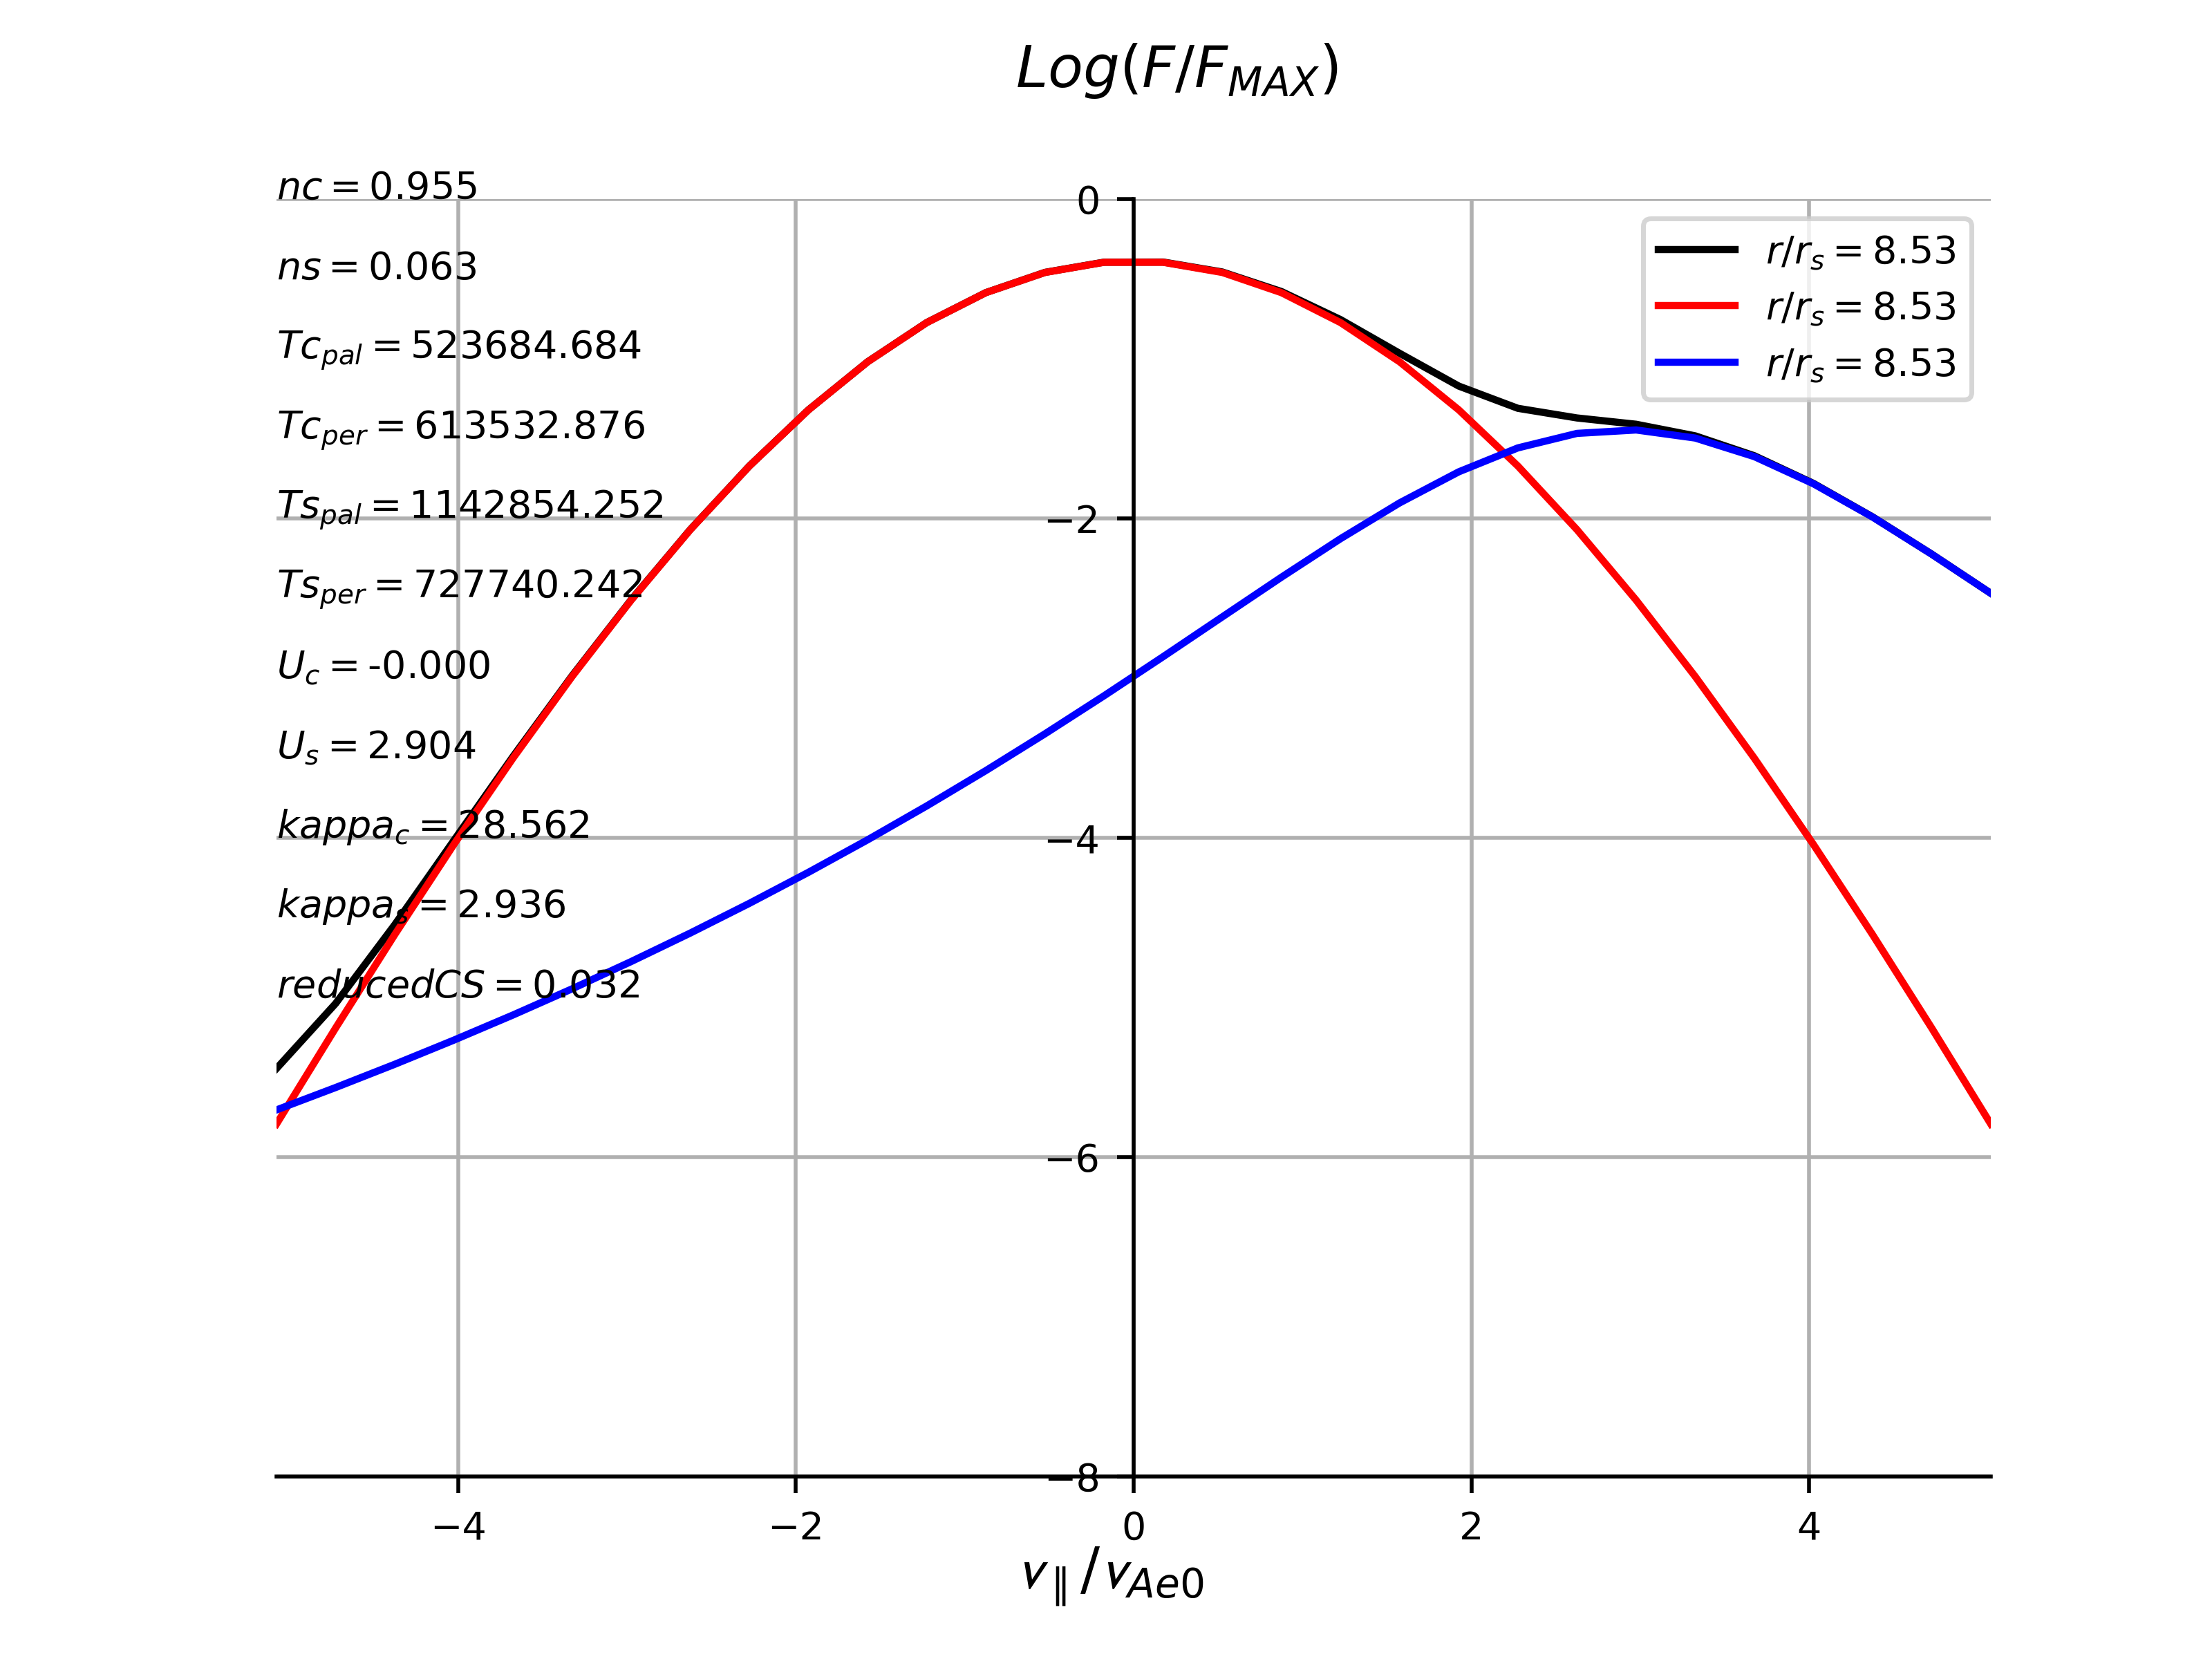 Log(F/F_MAX)
nc = 0.955
ns = 0.063
Tc_pal = 523684.684
Tc_per = 613532.876
Ts_pal = 1142854.252
Ts_per = 727740.242
U_c = -0.000
U_s = 2.904
kappa_c = 28.562
kappa_s = 2.936
reducedCS = 0.032
0
−2
−4
−6
−8
r/r_s = 8.53
r/r_s = 8.53
r/r_s = 8.53
−4 −2 0 2 4
v_∥/v_Ae0